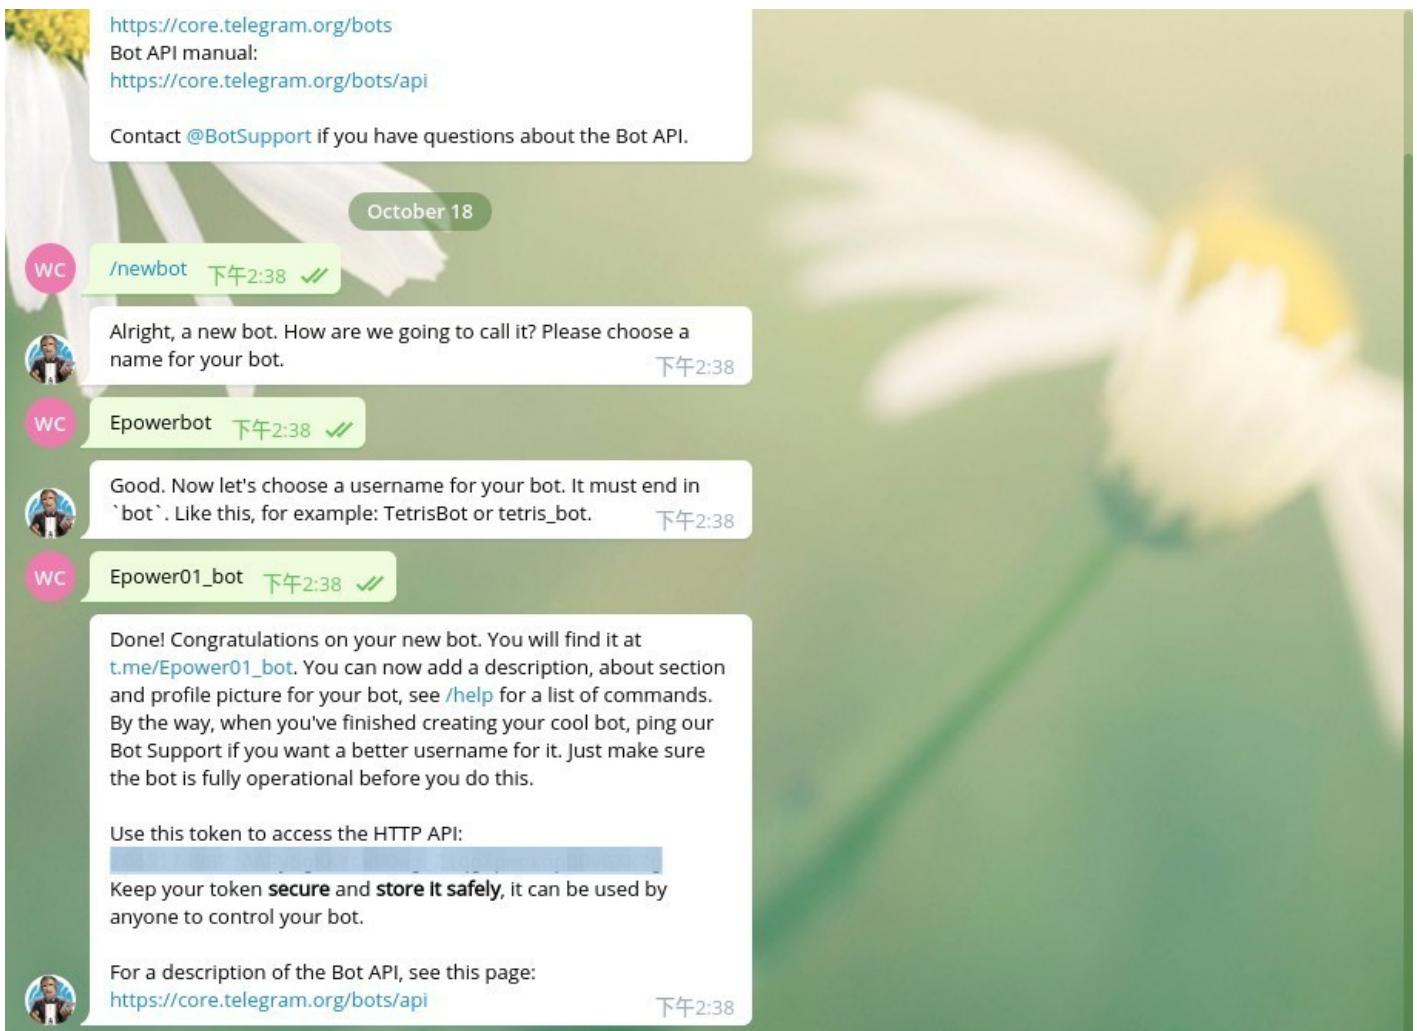 https://core.telegram.org/bots
Bot API manual:
https://core.telegram.org/bots/api
Contact @BotSupport if you have questions about the Bot API.
October 18
WC
/newbot 下午2:38
Alright, a new bot. How are we going to call it? Please choose a
name for your bot.
下午2:38
WC
Epowerbot 下午2:38
Good. Now let's choose a username for your bot. It must end in
`bot`. Like this, for example: TetrisBot or tetris_bot.
下午2:38
WC
Epower01_bot 下午2:38
Done! Congratulations on your new bot. You will find it at
t.me/Epower01_bot. You can now add a description, about section
and profile picture for your bot, see /help for a list of commands.
By the way, when you've finished creating your cool bot, ping our
Bot Support if you want a better username for it. Just make sure
the bot is fully operational before you do this.
Use this token to access the HTTP API:
Keep your token secure and store it safely, it can be used by
anyone to control your bot.
For a description of the Bot API, see this page:
https://core.telegram.org/bots/api
下午2:38